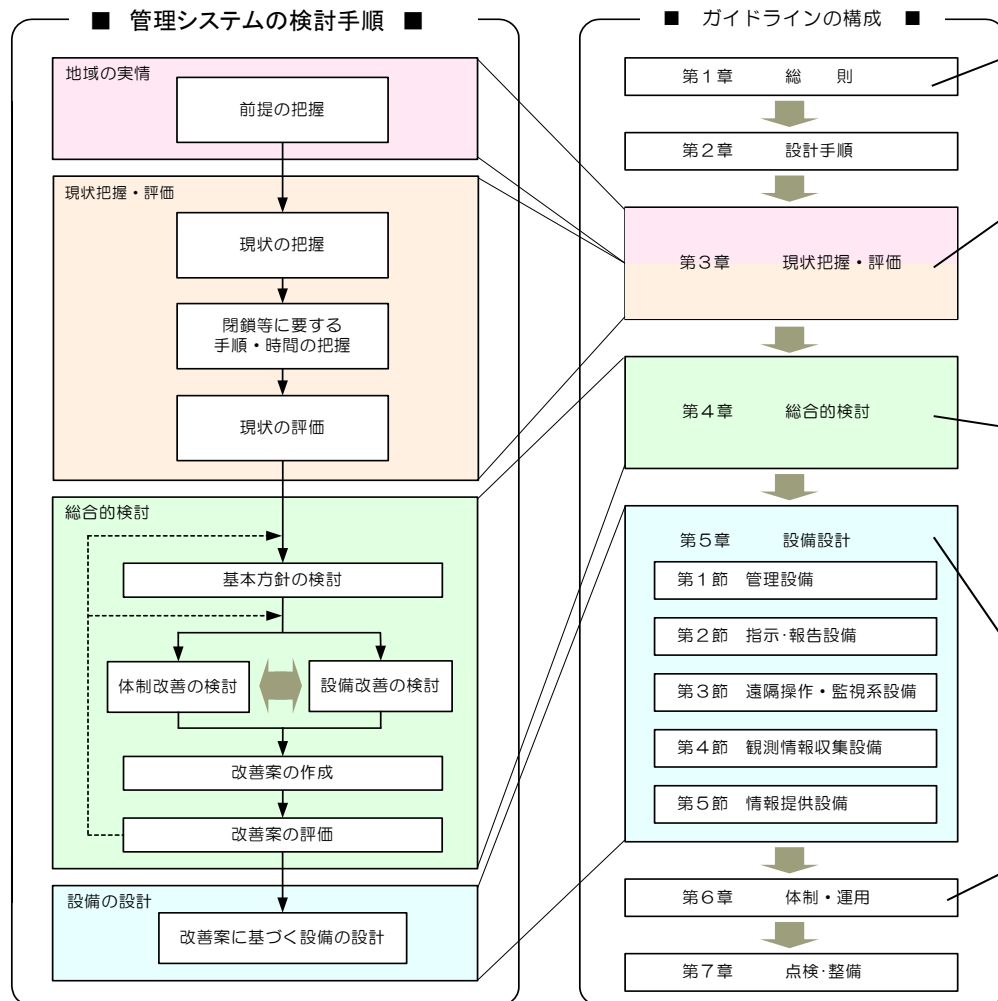 ■ 管理システムの検討手順 ■
地域の実情
前提の把握
現状把握・評価
現状の把握
閉鎖等に要する
手順・時間の把握
現状の評価
総合的検討
基本方針の検討
体制改善の検討
設備改善の検討
改善案の作成
改善案の評価
設備の設計
改善案に基づく設備の設計
■ ガイドラインの構成 ■
第1章 総 則
第2章 設計手順
第3章 現状把握・評価
第4章 総合的検討
第5章 設備設計
第1節 管理設備
第2節 指示・報告設備
第3節 遠隔操作・監視系設備
第4節 観測情報収集設備
第5節 情報提供設備
第6章 体制・運用
第7章 点検・整備